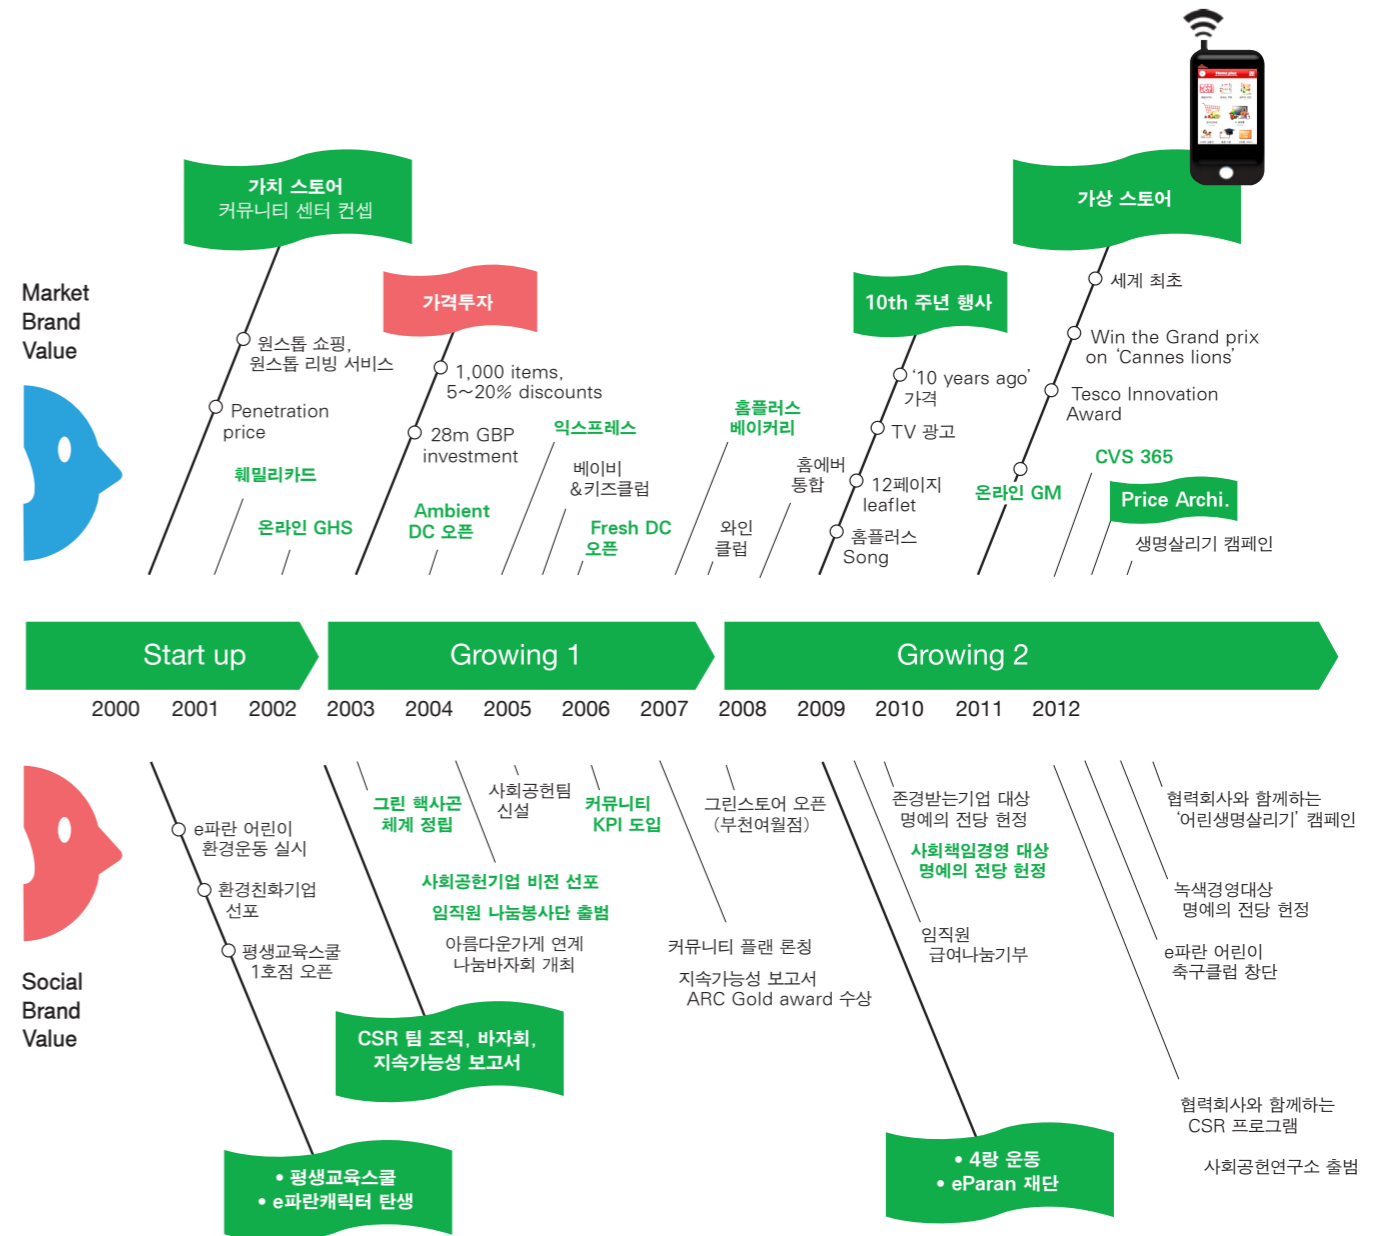 가치 스토어
커뮤니티 센터 컨셉
가상 스토어
Market
Brand
Value
가격투자
10th 주년 행사
세계 최초
원스톱 쇼핑,
원스톱 리빙 서비스
Win the Grand prix
on ‘Cannes lions’
1,000 items,
5~20% discounts
‘10 years ago’
가격
Tesco Innovation
Award
Penetration
price
28m GBP
investment
익스프레스
홈플러스
베이커리
TV 광고
훼밀리카드
베이비
&키즈클럽
홈에버
통합
12페이지
leaflet
온라인 GM
CVS 365
Price Archi.
온라인 GHS
Ambient
DC 오픈
Fresh DC
오픈
와인
클럽
홈플러스
Song
생명살리기 캠페인
Start up
Growing 1
Growing 2
2000 2001 2002 2003 2004 2005 2006 2007 2008 2009 2010 2011 2012
그린 핵사곤
체계 정립
사회공헌팀
신설
커뮤니티
KPI 도입
그린스토어 오픈
(부천여월점)
존경받는기업 대상
명예의 전당 헌정
협력회사와 함께하는
‘어린생명살리기’ 캠페인
e파란 어린이
환경운동 실시
사회책임경영 대상
명예의 전당 헌정
환경친화기업
선포
사회공헌기업 비전 선포
임직원 나눔봉사단 출범
녹색경영대상
명예의 전당 헌정
평생교육스쿨
1호점 오픈
아름다운가게 연계
나눔바자회 개최
커뮤니티 플랜 론칭
임직원
급여나눔기부
e파란 어린이
축구클럽 창단
Social
Brand
Value
지속가능성 보고서
ARC Gold award 수상
CSR 팀 조직, 바자회,
지속가능성 보고서
협력회사와 함께하는
CSR 프로그램
사회공헌연구소 출범
• 평생교육스쿨
• e파란캐릭터 탄생
• 4랑 운동
• eParan 재단